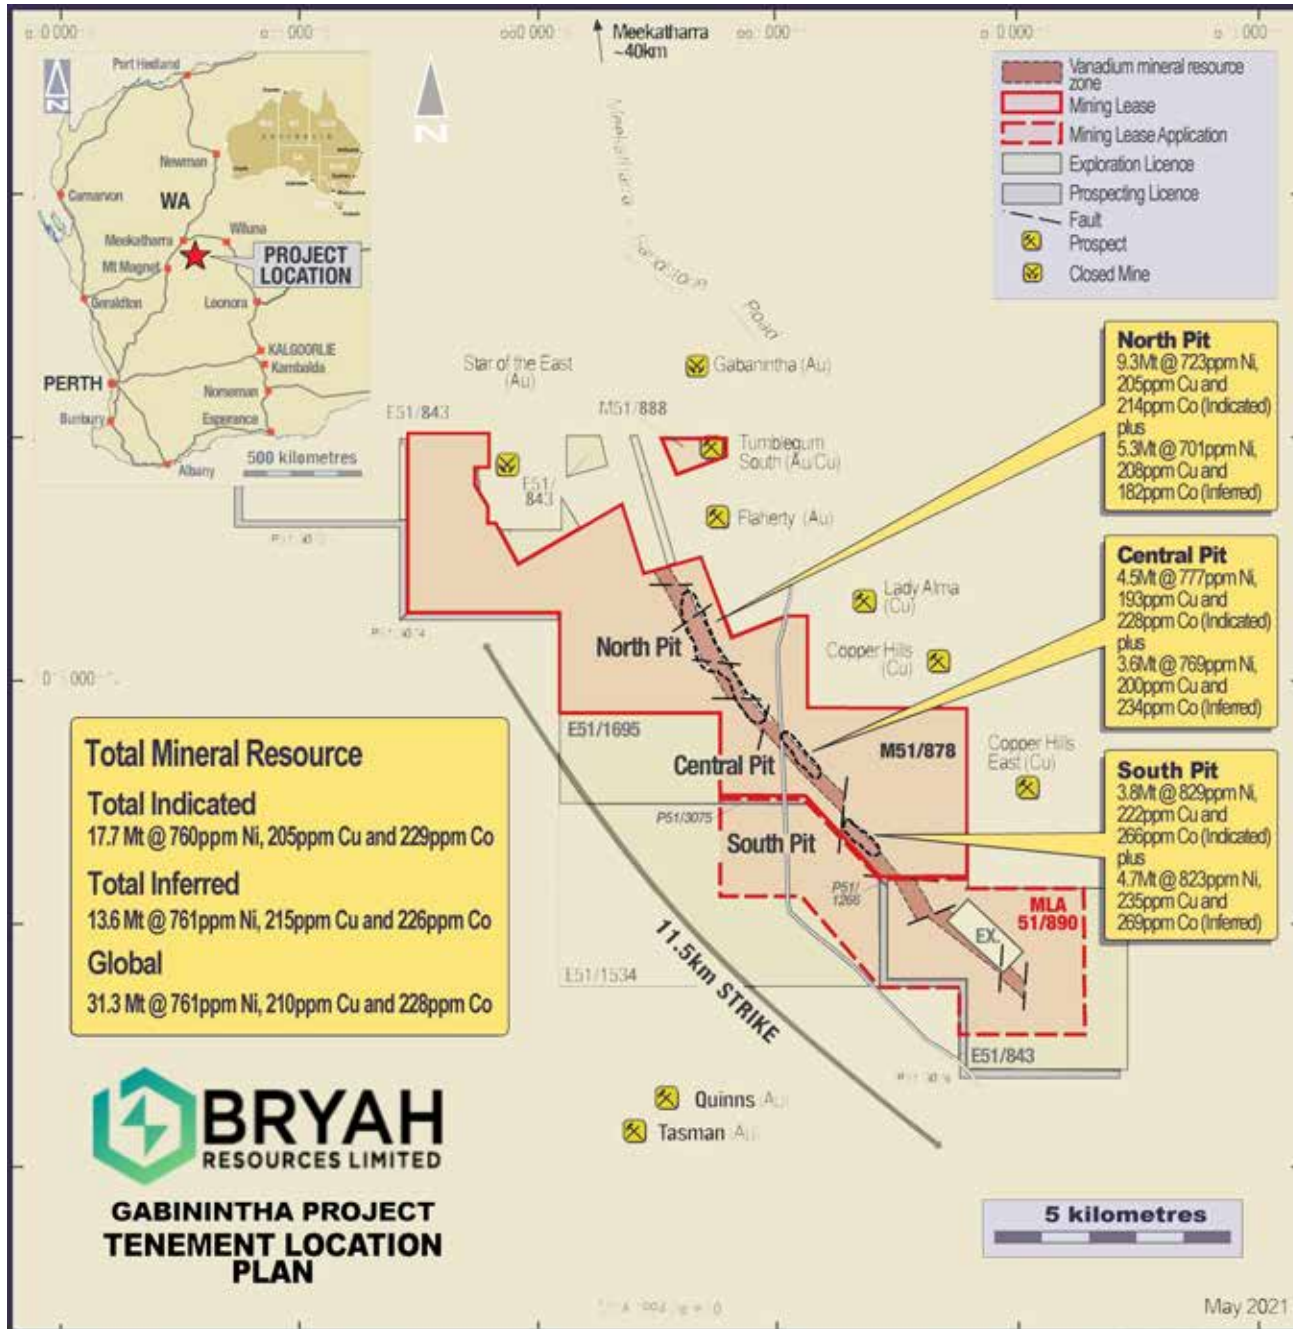 Meekatharra
~40km
N
N
Port Hedland
Newman
Carnarvon
WA
Meekatharra
Wiluna
PROJECT
LOCATION
Mt Magnet
Geraldton
Leonora
KALGOORLIE
Kambalda
PERTH
Norseman
Bunbury
Esperance
Albany
500 kilometres
Vanadium mineral resource
zone
Mining Lease
Mining Lease Application
Exploration Licence
Prospecting Licence
Fault
Prospect
Closed Mine
Road
Star of the East
(Au)
Gabanintha (Au)
E51/843
M51/888
Tumblegum
South (Au/Cu)
E51/
843
Flaherty (Au)
Lady Alma
(Cu)
Copper Hills
(Cu)
North Pit
E51/1695
Central Pit
M51/878
Copper Hills
East (Cu)
P51/3075
South Pit
P51/
1266
MLA
51/890
EX.
E51/1534
11.5km STRIKE
E51/843
Quinns (Au)
Tasman (Au)
North Pit
9.3Mt @ 723ppm Ni,
205ppm Cu and
214ppm Co (Indicated)
plus
5.3Mt @ 701ppm Ni,
208ppm Cu and
182ppm Co (Inferred)
Central Pit
4.5Mt @ 777ppm Ni,
193ppm Cu and
228ppm Co (Indicated)
plus
3.6Mt @ 769ppm Ni,
200ppm Cu and
234ppm Co (Inferred)
South Pit
3.8Mt @ 829ppm Ni,
222ppm Cu and
266ppm Co (Indicated)
plus
4.7Mt @ 823ppm Ni,
235ppm Cu and
269ppm Co (Inferred)
Total Mineral Resource
Total Indicated
17.7 Mt @ 760ppm Ni, 205ppm Cu and 229ppm Co
Total Inferred
13.6 Mt @ 761ppm Ni, 215ppm Cu and 226ppm Co
Global
31.3 Mt @ 761ppm Ni, 210ppm Cu and 228ppm Co
BRYAH
RESOURCES LIMITED
GABININTHA PROJECT
TENEMENT LOCATION
PLAN
5 kilometres
May 2021